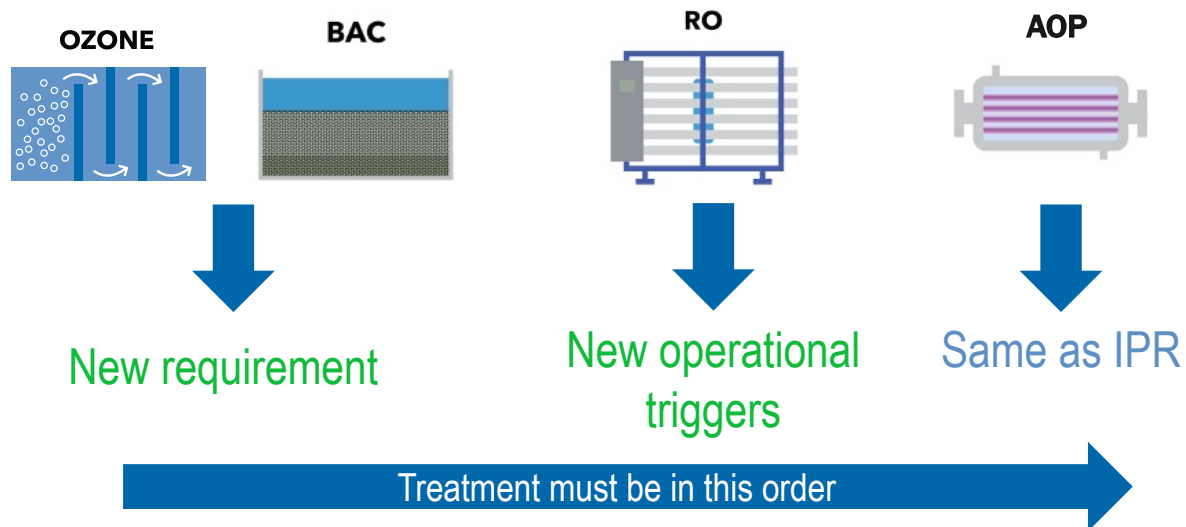 OZONE
BAC
RO
AOP
New requirement
New operational
triggers
Same as IPR
Treatment must be in this order